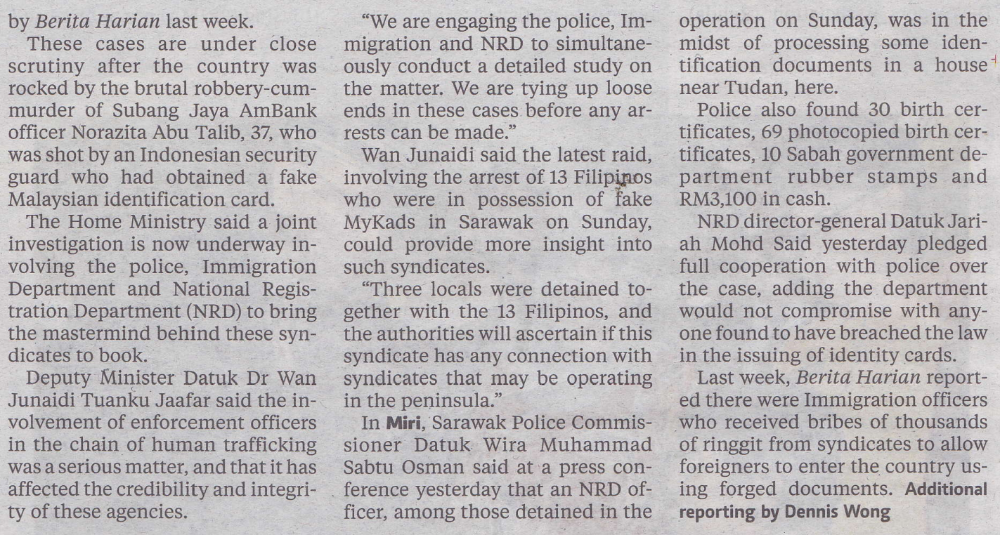 by Berita Harian last week.
These cases are under close
scrutiny after the country was
rocked by the brutal robbery-cum-
murder of Subang Jaya AmBank
officer Norazita Abu Talib, 37, who
was shot by an Indonesian security
guard who had obtained a fake
Malaysian identification card.
The Home Ministry said a joint
investigation is now underway in-
volving the police, Immigration
Department and National Regis-
tration Department (NRD) to bring
the mastermind behind these syn-
dicates to book.
Deputy Minister Datuk Dr Wan
Junaidi Tuanku Jaafar said the in-
volvement of enforcement officers
in the chain of human trafficking
was a serious matter, and that it has
affected the credibility and integri-
ty of these agencies.
“We are engaging the police, Im-
migration and NRD to simultane-
ously conduct a detailed study on
the matter. We are tying up loose
ends in these cases before any ar-
rests can be made.”
Wan Junaidi said the latest raid,
involving the arrest of 13 Filipinos
who were in possession of fake
MyKads in Sarawak on Sunday,
could provide more insight into
such syndicates.
“Three locals were detained to-
gether with the 13 Filipinos, and
the authorities will ascertain if this
syndicate has any connection with
syndicates that may be operating
in the peninsula.”
In Miri, Sarawak Police Commis-
sioner Datuk Wira Muhammad
Sabtu Osman said at a press con-
ference yesterday that an NRD of-
ficer, among those detained in the
operation on Sunday, was in the
midst of processing some iden-
tification documents in a house
near Tudan, here.
Police also found 30 birth cer-
tificates, 69 photocopied birth cer-
tificates, 10 Sabah government de-
partment rubber stamps and
RM3,100 in cash.
NRD director-general Datuk Jari-
ah Mohd Said yesterday pledged
full cooperation with police over
the case, adding the department
would not compromise with any-
one found to have breached the law
in the issuing of identity cards.
Last week, Berita Harian report-
ed there were Immigration officers
who received bribes of thousands
of ringgit from syndicates to allow
foreigners to enter the country us-
ing forged documents. Additional
reporting by Dennis Wong